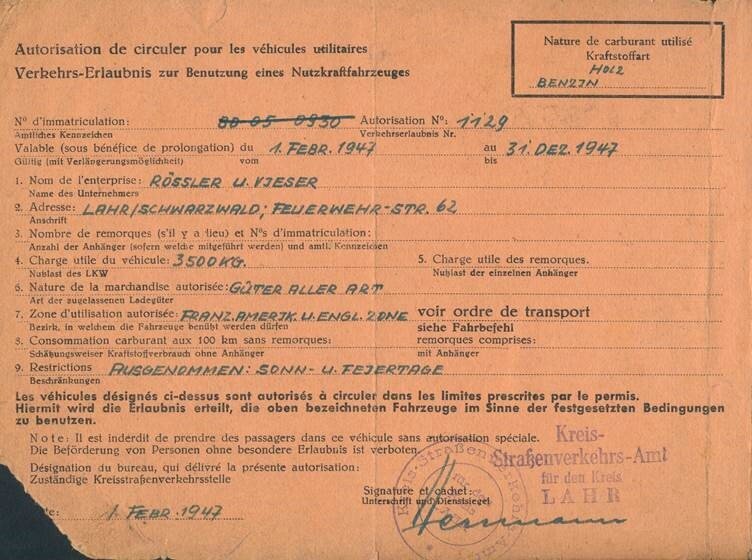 Autorisation de circuler pour les véhicules utilitaires
Verkehrs-Erlaubnis zur Benutzung eines Nutzkraftfahrzeuges
Nature de carburant utilisé
Kraftstoffart
HOLZ
BENZIN
N° d'immatriculation: Autorisation N°: 1129
Amtliches Kennzeichen Verkehrserlaubnis Nr.
Valable (sous bénéfice de prolongation) du 1. FEBR. 1947 au 31. DEZ. 1947
Gültig (mit Verlängerungsmöglichkeit) vom bis
1. Nom de l'enterprise: RÖSSLER U. VIESER
Name des Unternehmers
2. Adresse: LAHR/SCHWARZWALD; FEUERWEHR-STR. 62
Anschrift
3. Nombre de remorques (s'il y a lieu) et N°s d'immatriculation:
Anzahl der Anhänger (sofern welche mitgeführt werden) und amtl. Kennzeichen
4. Charge utile du véhicule: 3500 KG. 5. Charge utile des remorques.
Nutzlast des LKW Nutzlast der einzelnen Anhänger
6. Nature de la marchandise autorisée: GÜTER ALLER ART
Art der zugelassenen Ladegüter
7. Zone d'utilisation autorisée: FRANZ. AMERIK. U. ENGL. ZONE voir ordre de transport
Bezirk, in welchem die Fahrzeuge benützt werden dürfen siehe Fahrbefehl
8. Consommation carburant aux 100 km sans remorques: remorques comprises:
Schätzungsweiser Kraftstoffverbrauch ohne Anhänger mit Anhänger
9. Restrictions AUSGENOMMEN: SONN- U. FEIERTAGE
Beschränkungen
Les véhicules désignés ci-dessus sont autorisés à circuler dans les limites prescrites par le permis.
Hiermit wird die Erlaubnis erteilt, die oben bezeichneten Fahrzeuge im Sinne der festgesetzten Bedingungen
zu benutzen.
Note: Il est inderdit de prendre des passagers dans ce véhicule sans autorisation spéciale.
Die Beförderung von Personen ohne besondere Erlaubnis ist verboten.
Désignation du bureau, qui délivré la présente autorisation:
Zuständige Kreisstraßenverkehrsstelle
Kreis-
Straßenverkehrs-Amt
für den Kreis
LAHR
Signature et cachet:
Unterschrift und Dienstsiegel
1. FEBR. 1947
Herrmann